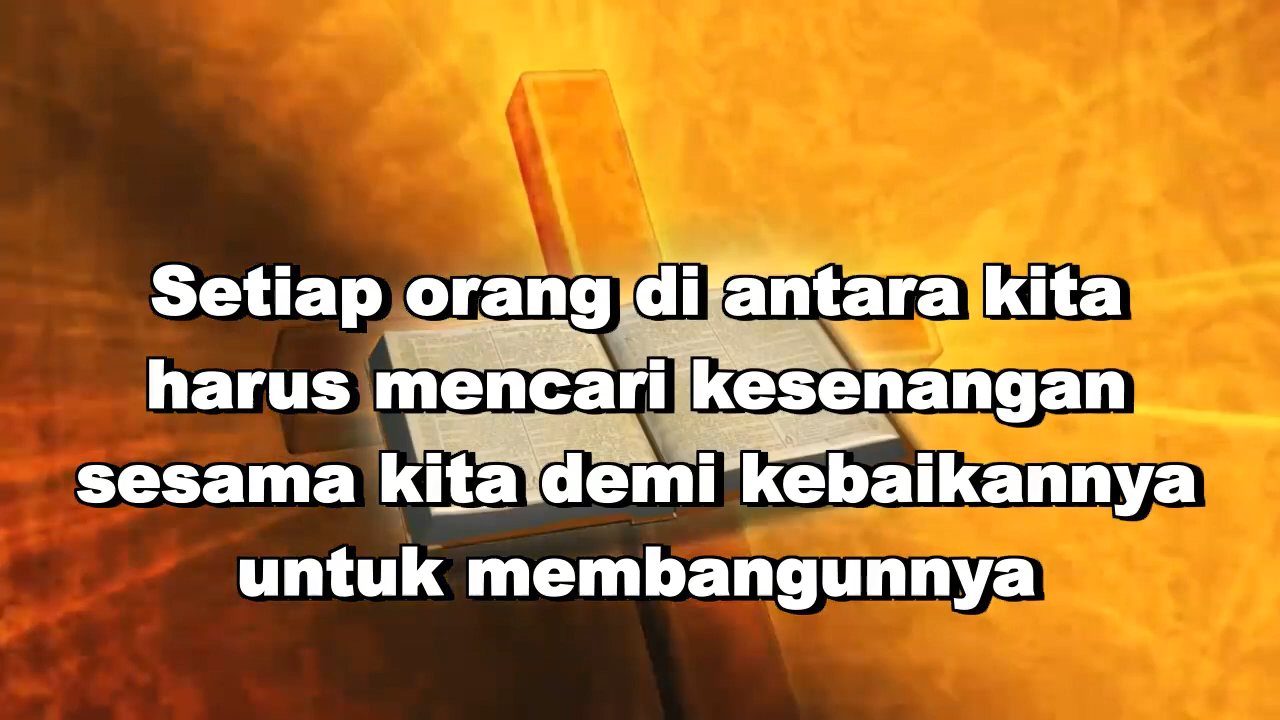 Setiap orang di antara kita
harus mencari kesenangan
sesama kita demi kebaikannya
untuk membangunnya